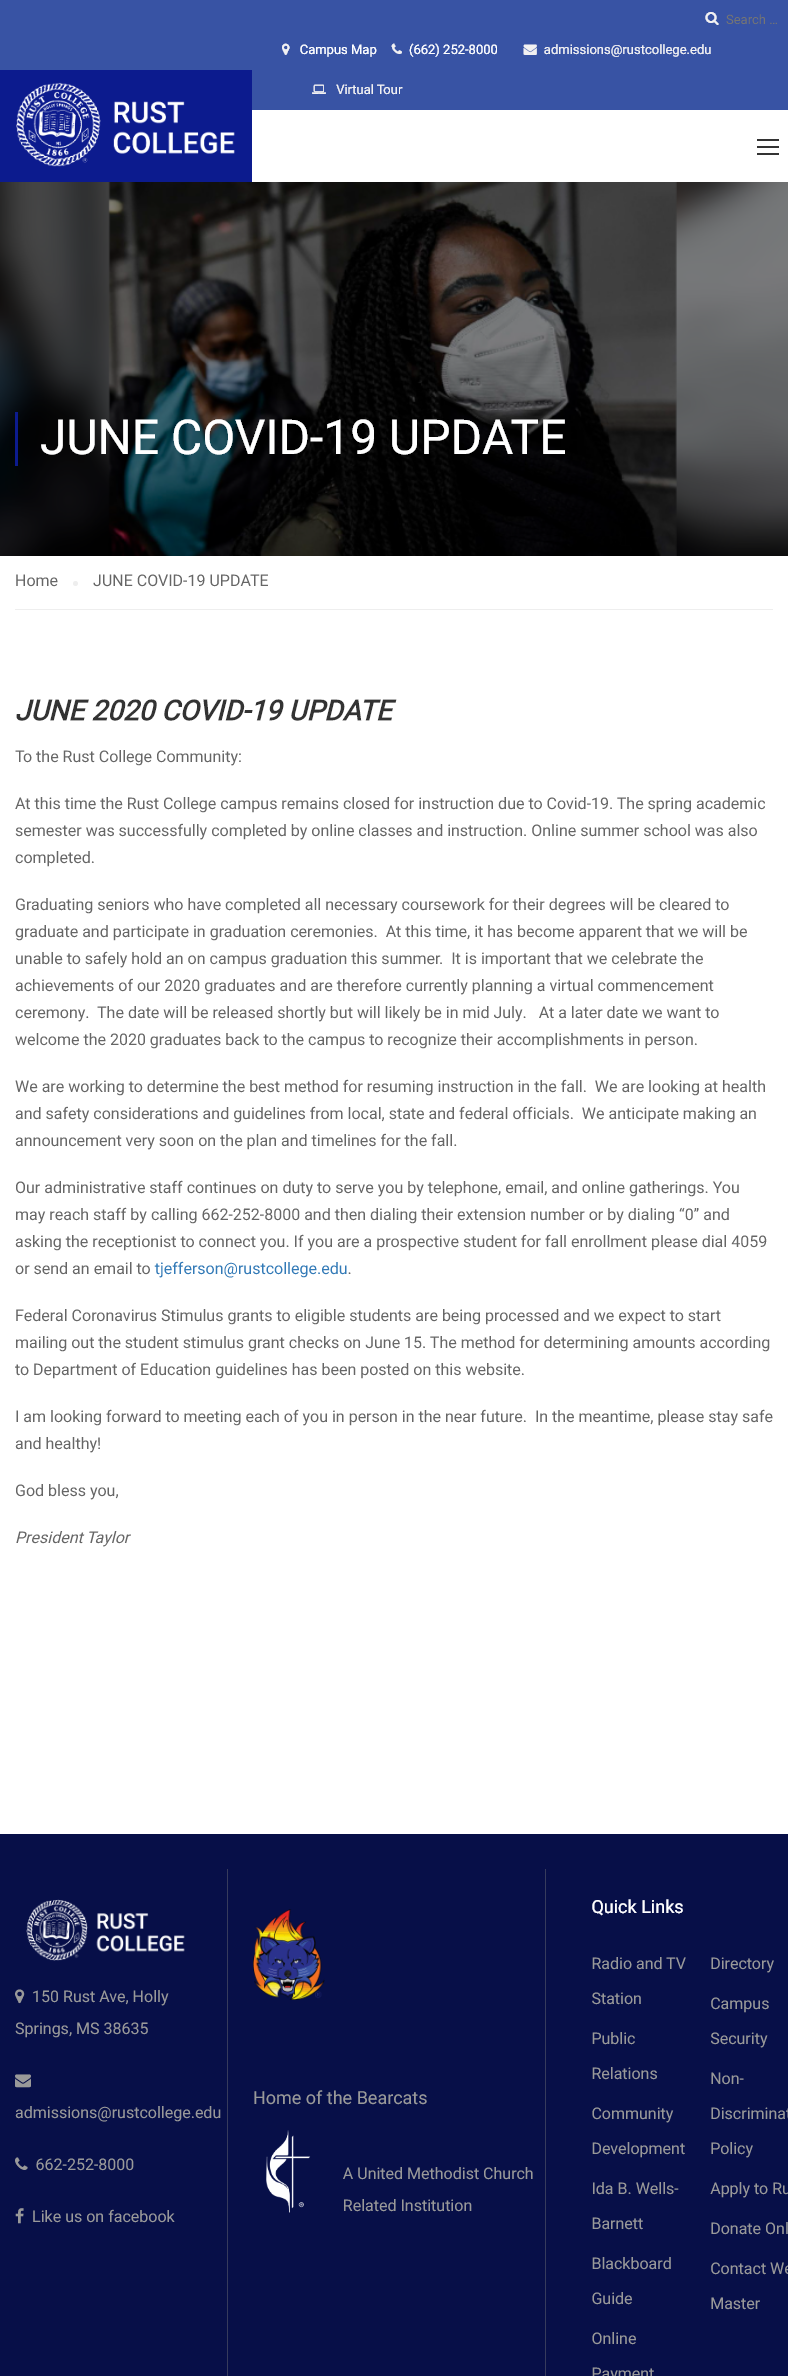 Search ...
Campus Map (662) 252-8000 admissions@rustcollege.edu
Virtual Tour
RUST COLLEGE
1866
RUST
COLLEGE
JUNE COVID-19 UPDATE
Home JUNE COVID-19 UPDATE
JUNE 2020 COVID-19 UPDATE
To the Rust College Community:
At this time the Rust College campus remains closed for instruction due to Covid-19. The spring academic
semester was successfully completed by online classes and instruction. Online summer school was also
completed.
Graduating seniors who have completed all necessary coursework for their degrees will be cleared to
graduate and participate in graduation ceremonies.  At this time, it has become apparent that we will be
unable to safely hold an on campus graduation this summer.  It is important that we celebrate the
achievements of our 2020 graduates and are therefore currently planning a virtual commencement
ceremony.  The date will be released shortly but will likely be in mid July.   At a later date we want to
welcome the 2020 graduates back to the campus to recognize their accomplishments in person.
We are working to determine the best method for resuming instruction in the fall.  We are looking at health
and safety considerations and guidelines from local, state and federal officials.  We anticipate making an
announcement very soon on the plan and timelines for the fall.
Our administrative staff continues on duty to serve you by telephone, email, and online gatherings. You
may reach staff by calling 662-252-8000 and then dialing their extension number or by dialing “0” and
asking the receptionist to connect you. If you are a prospective student for fall enrollment please dial 4059
or send an email to tjefferson@rustcollege.edu.
Federal Coronavirus Stimulus grants to eligible students are being processed and we expect to start
mailing out the student stimulus grant checks on June 15. The method for determining amounts according
to Department of Education guidelines has been posted on this website.
I am looking forward to meeting each of you in person in the near future.  In the meantime, please stay safe
and healthy!
God bless you,
President Taylor
RUST COLLEGE
1866
RUST
COLLEGE
150 Rust Ave, Holly
Springs, MS 38635
admissions@rustcollege.edu
662-252-8000
Like us on facebook
Home of the Bearcats
®
A United Methodist Church
Related Institution
Quick Links
Radio and TV
Station
Public
Relations
Community
Development
Ida B. Wells-
Barnett
Blackboard
Guide
Online
Payment
Directory
Campus
Security
Non-
Discriminat
Policy
Apply to Ru
Donate Onl
Contact We
Master